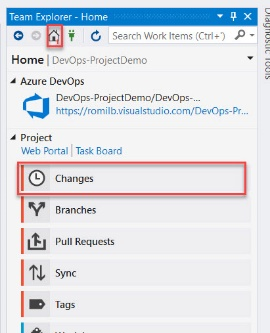 Team Explorer - Home
Search Work Items (Ctrl+')
Home | DevOps-ProjectDemo
Azure DevOps
DevOps-ProjectDemo/DevOps-...
https://romilb.visualstudio.com/DevOps-Pr...
Project
Web Portal | Task Board
Changes
Branches
Pull Requests
Sync
Tags
Diagnostic Tools